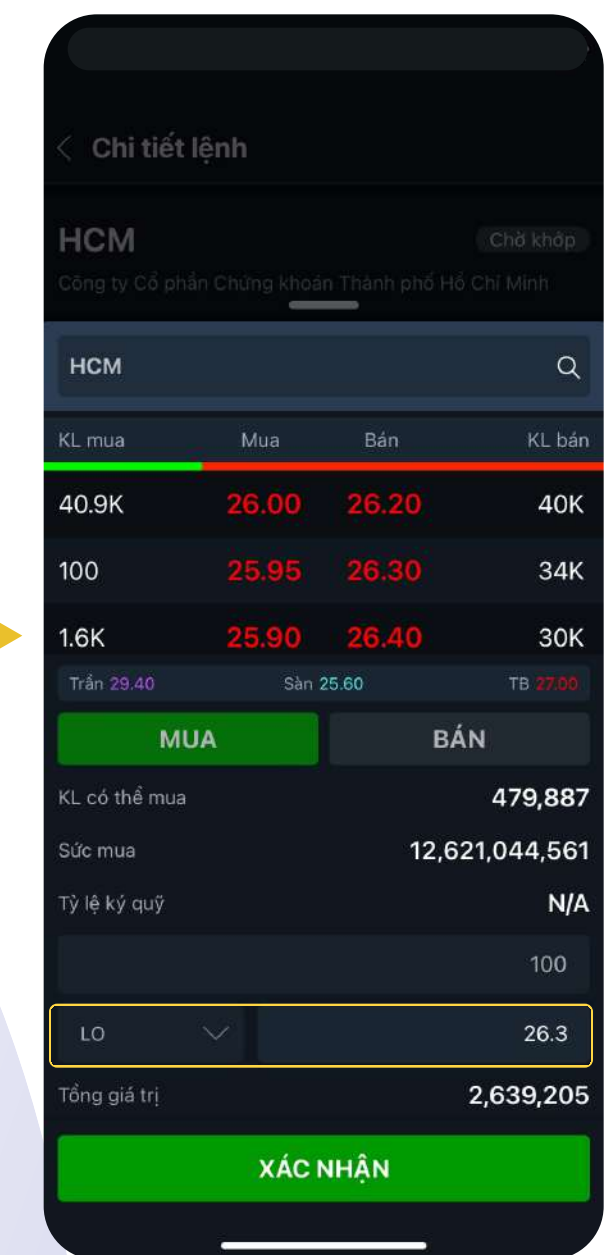 Chi tiết lệnh
HCM Chờ khớp
Công ty Cổ phần Chứng khoán Thành phố Hồ Chí Minh
HCM
KL mua Mua Bán KL bán
40.9K 26.00 26.20 40K
100 25.95 26.30 34K
1.6K 25.90 26.40 30K
Trần 29.40 Sàn 25.60 TB 27.00
MUA BÁN
KL có thể mua 479,887
Sức mua 12,621,044,561
Tỷ lệ ký quỹ N/A
100
LO 26.3
Tổng giá trị 2,639,205
XÁC NHẬN